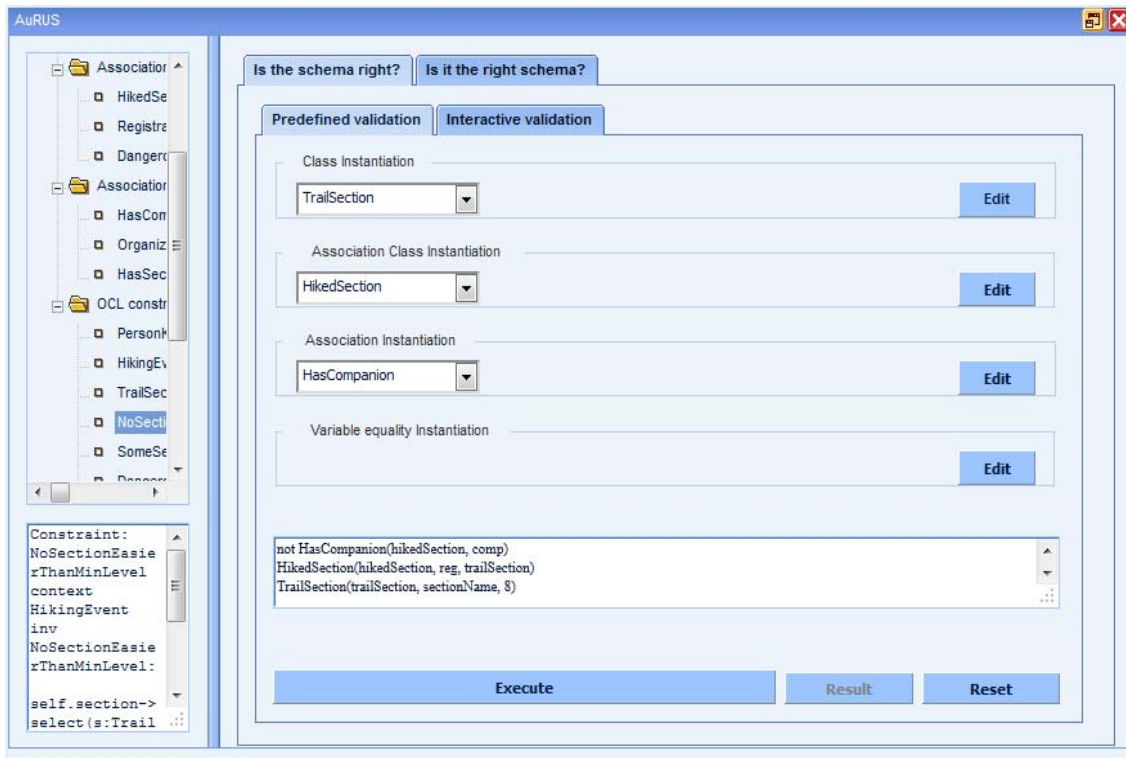 AuRUS
Association
HikedSe
Registra
Dangerc
Association
HasCom
Organiz
HasSec
OCL constr
PersonK
HikingEv
TrailSec
NoSecti
SomeSe
Constraint:
NoSectionEasie
rThanMinLevel
context
HikingEvent
inv
NoSectionEasie
rThanMinLevel:
self.section->
select(s:Trail
Is the schema right?
Is it the right schema?
Predefined validation
Interactive validation
Class Instantiation
TrailSection
Edit
Association Class Instantiation
HikedSection
Edit
Association Instantiation
HasCompanion
Edit
Variable equality Instantiation
Edit
not HasCompanion(hikedSection, comp)
HikedSection(hikedSection, reg, trailSection)
TrailSection(trailSection, sectionName, 8)
Execute
Result
Reset